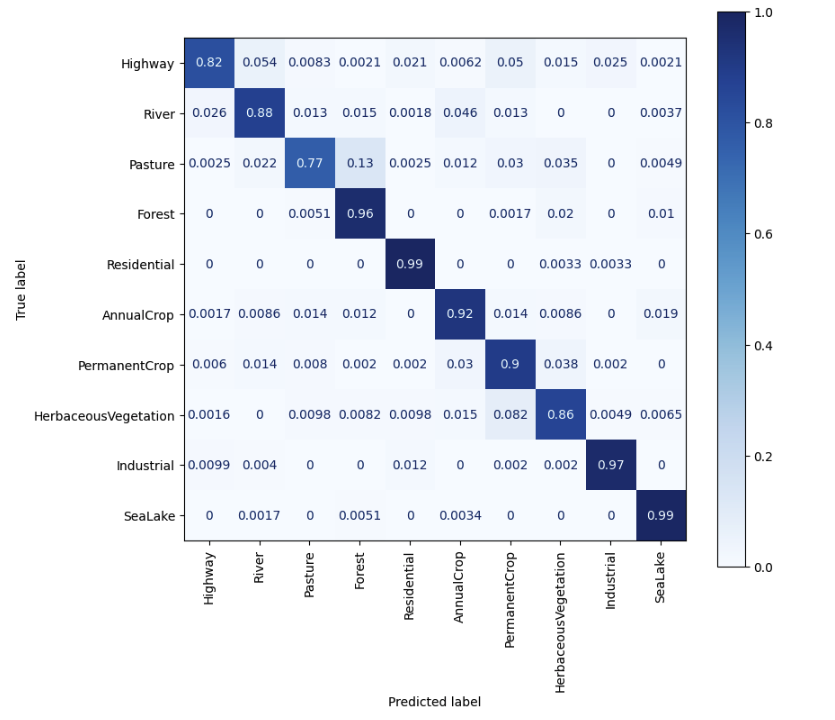 1.0
Highway 0.82 0.054 0.0083 0.0021 0.021 0.0062 0.05 0.015 0.025 0.0021
River 0.026 0.88 0.013 0.015 0.0018 0.046 0.013 0 0 0.0037
0.8
Pasture 0.0025 0.022 0.77 0.13 0.0025 0.012 0.03 0.035 0 0.0049
Forest 0 0 0.0051 0.96 0 0 0.0017 0.02 0 0.01
0.6
Residential 0 0 0 0 0.99 0 0 0.0033 0.0033 0
True label
AnnualCrop 0.0017 0.0086 0.014 0.012 0 0.92 0.014 0.0086 0 0.019
0.4
PermanentCrop 0.006 0.014 0.008 0.002 0.002 0.03 0.9 0.038 0.002 0
HerbaceousVegetation 0.0016 0 0.0098 0.0082 0.0098 0.015 0.082 0.86 0.0049 0.0065
0.2
Industrial 0.0099 0.004 0 0 0.012 0 0.002 0.002 0.97 0
SeaLake 0 0.0017 0 0.0051 0 0.0034 0 0 0 0.99
0.0
Highway
River
Pasture
Forest
Residential
AnnualCrop
PermanentCrop
HerbaceousVegetation
Industrial
SeaLake
Predicted label